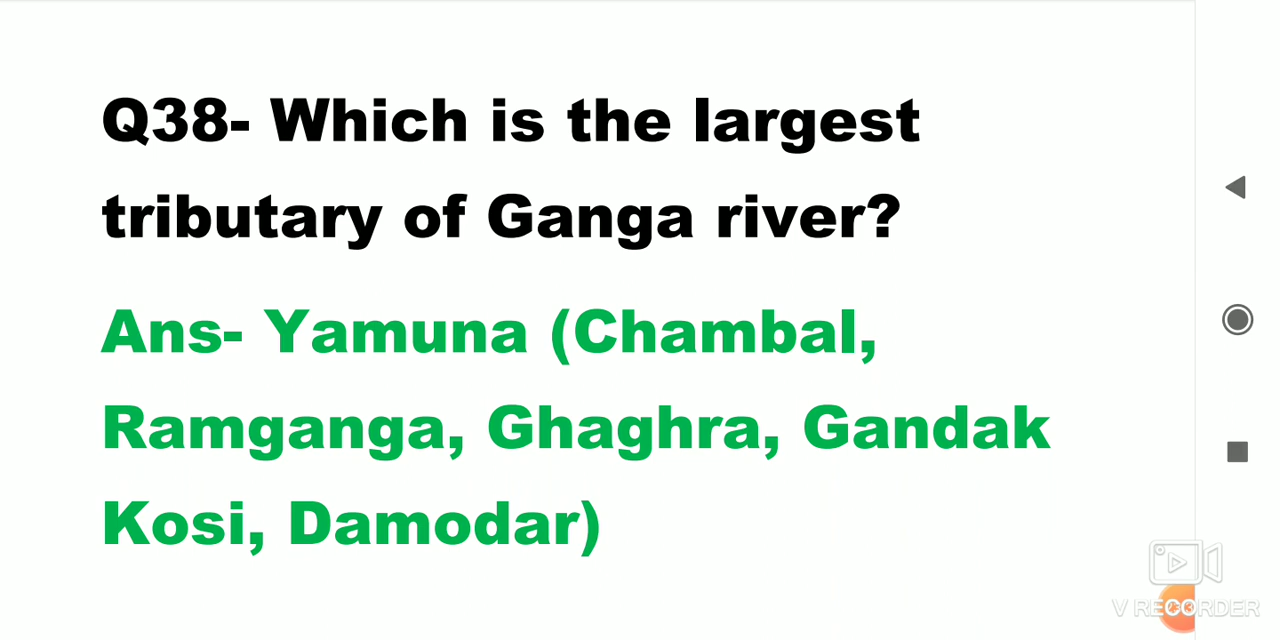 Q38- Which is the largest
tributary of Ganga river?
Ans- Yamuna (Chambal,
Ramganga, Ghaghra, Gandak
Kosi, Damodar)
V RECORDER